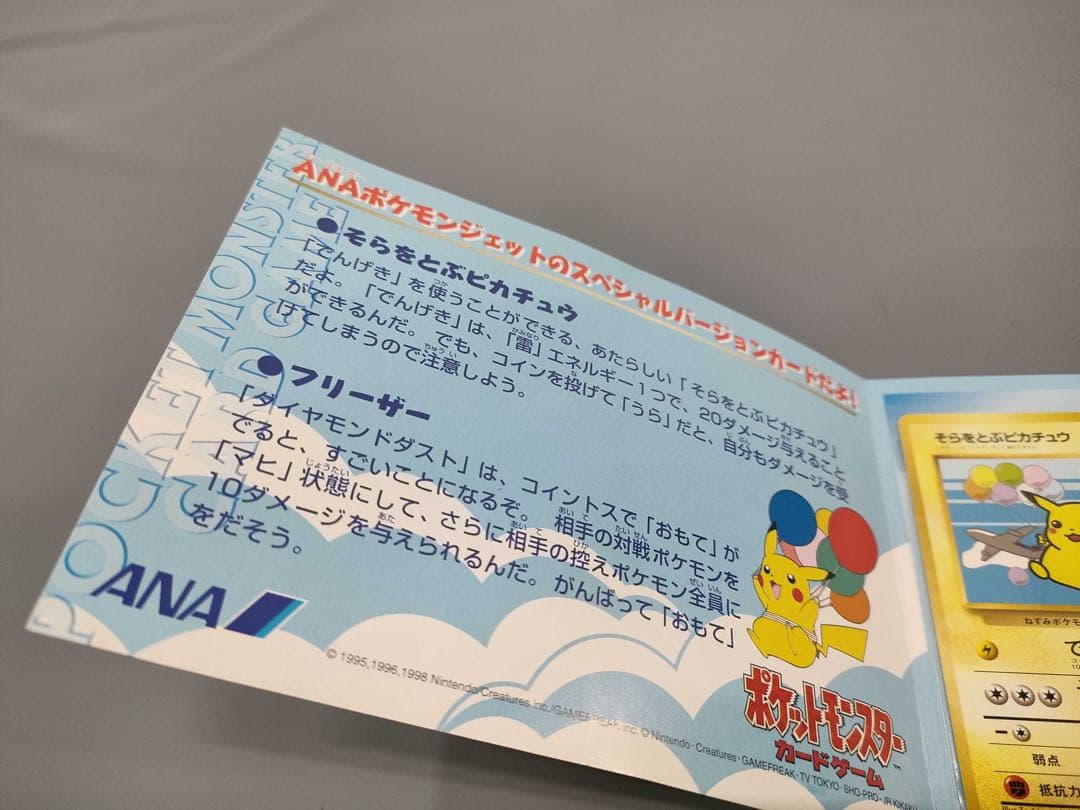 ANAポケモンジェットのスペシャルバージョンカードだよ!
●そらをとぶピカチュウ
「でんげき」を使うことができる、あたらしい「そらをとぶピカチュウ」
だよ。「でんげき」は、「雷」エネルギー1つで、20ダメージ与えること
ができるんだ。でも、コインを投げて「うら」だと、自分もダメージを受
けてしまうので注意しよう。
●フリーザー
「ダイヤモンドダスト」は、コイントスで「おもて」が
でると、すごいことになるぞ。相手の対戦ポケモンを
「マヒ」状態にして、さらに相手の控えポケモン全員に
10ダメージを与えられるんだ。がんばって「おもて」
をだそう。
ANA
© 1995,1996,1998 Nintendo/Creatures Inc./GAMEFREAK inc. © Nintendo・Creatures・GAMEFREAK・TV TOKYO・SHO-PRO・JR KIKAKU
ポケットモンスター
カードゲーム
POCKET MONSTER
CARD GAME
そらをとぶピカチュウ
ねずみポケモ
で
弱点
抵抗力